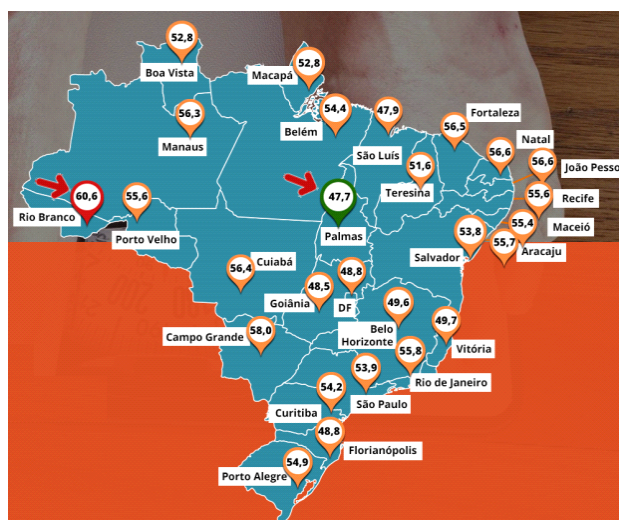 52,8
Boa Vista
52,8
Macapá
56,3
Manaus
54,4
Belém
47,9
São Luís
Fortaleza
56,5
Natal
56,6
João Pesso
56,6
51,6
Teresina
60,6
Rio Branco
55,6
Porto Velho
47,7
Palmas
55,6
Recife
55,4
Maceió
55,7
Aracaju
53,8
Salvador
56,4
Cuiabá
48,5
Goiânia
48,8
DF
49,6
Belo
Horizonte
49,7
Vitória
58,0
Campo Grande
55,8
Rio de Janeiro
53,9
São Paulo
54,2
Curitiba
48,8
Florianópolis
54,9
Porto Alegre